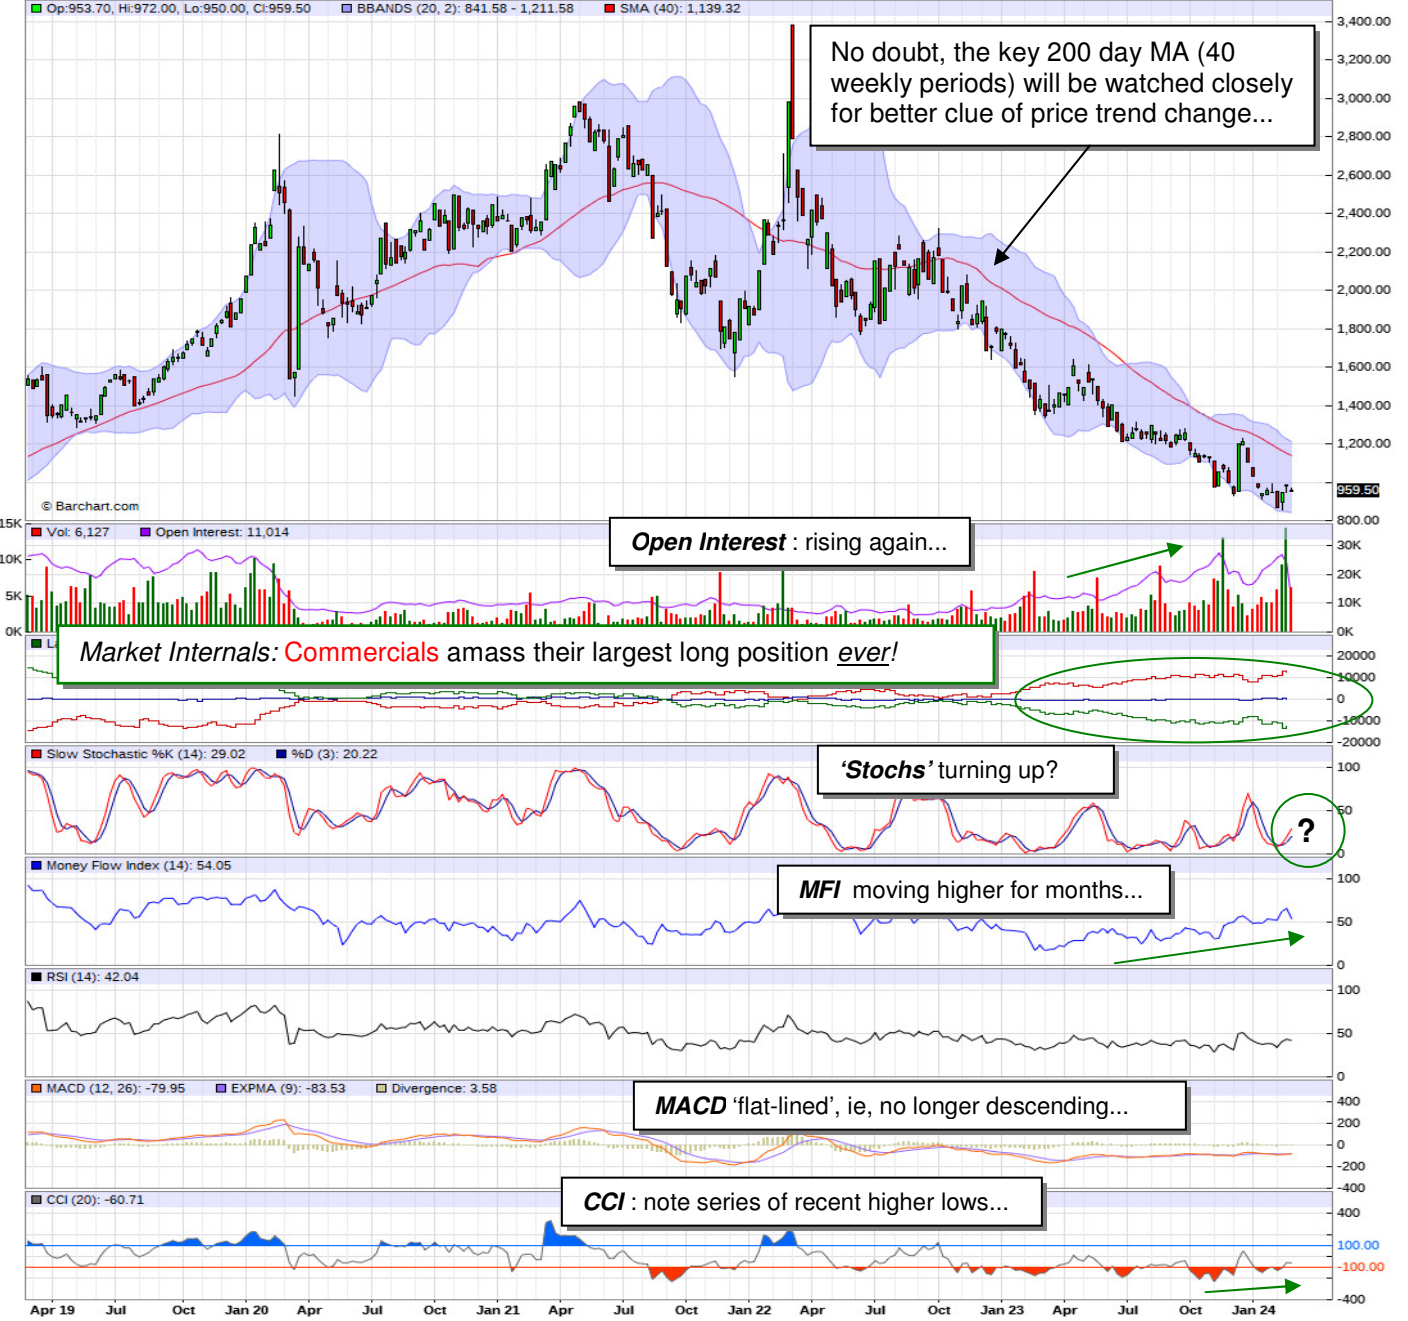 Op:953.70, Hi:972.00, Lo:950.00, Cl:959.50 BBANDS (20, 2): 841.58 - 1,211.58 SMA (40): 1,139.32
No doubt, the key 200 day MA (40
weekly periods) will be watched closely
for better clue of price trend change...
3,400.00
3,200.00
3,000.00
2,800.00
2,600.00
2,400.00
2,200.00
2,000.00
1,800.00
1,600.00
1,400.00
1,200.00
959.50
800.00
© Barchart.com
15K
10K
5K
0K
Vol: 6,127 Open Interest: 11,014
Open Interest : rising again...
30K
20K
10K
0K
Market Internals: Commercials amass their largest long position ever!
20000
10000
0
-10000
-20000
Slow Stochastic %K (14): 29.02 %D (3): 20.22
‘Stochs’ turning up?
?
100
50
0
Money Flow Index (14): 54.05
MFI moving higher for months...
100
50
0
RSI (14): 42.04
100
50
0
MACD (12, 26): -79.95 EXPMA (9): -83.53 Divergence: 3.58
MACD ‘flat-lined’, ie, no longer descending...
400
200
0
-200
-400
CCI (20): -60.71
CCI : note series of recent higher lows...
400
100.00
-100.00
-400
Apr 19 Jul Oct Jan 20 Apr Jul Oct Jan 21 Apr Jul Oct Jan 22 Apr Jul Oct Jan 23 Apr Jul Oct Jan 24